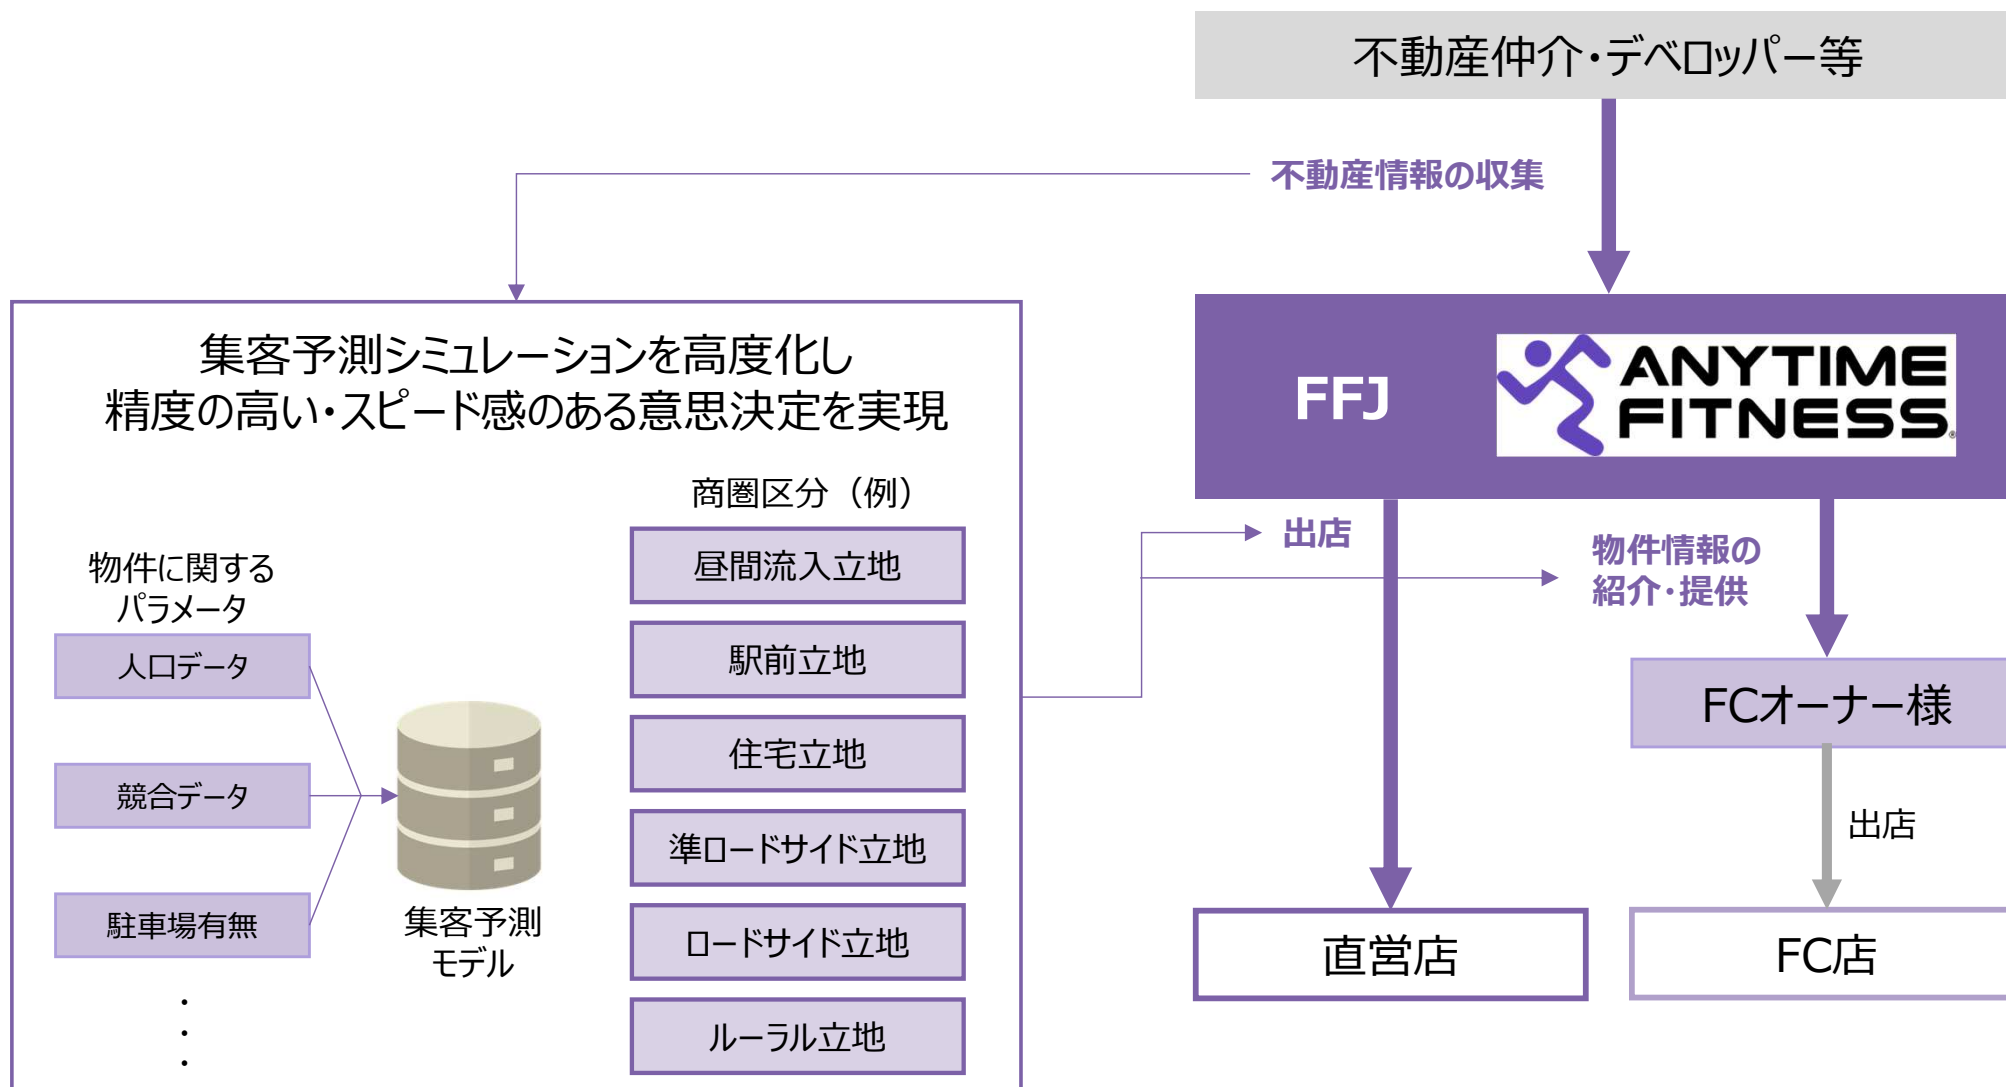 不動産仲介・デベロッパー等
不動産情報の収集
集客予測シミュレーションを高度化し
精度の高い・スピード感のある意思決定を実現
物件に関する
パラメータ
人口データ
競合データ
駐車場有無
・
・
・
集客予測
モデル
商圏区分（例）
昼間流入立地
駅前立地
住宅立地
準ロードサイド立地
ロードサイド立地
ルーラル立地
FFJ
ANYTIME
FITNESS®
出店
物件情報の
紹介・提供
FCオーナー様
出店
直営店
FC店